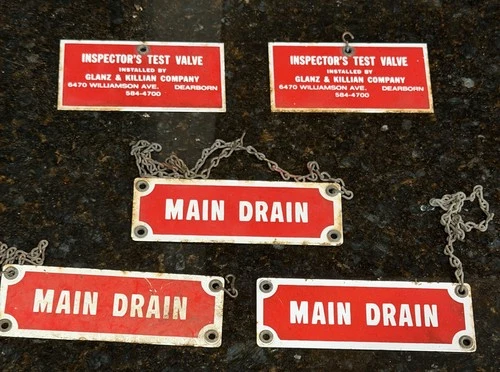 INSPECTOR'S TEST VALVE
INSTALLED BY
GLANZ & KILLIAN COMPANY
6470 WILLIAMSON AVE. DEARBORN
584-4700
INSPECTOR'S TEST VALVE
INSTALLED BY
GLANZ & KILLIAN COMPANY
6470 WILLIAMSON AVE. DEARBORN
584-4700
MAIN DRAIN
MAIN DRAIN
MAIN DRAIN